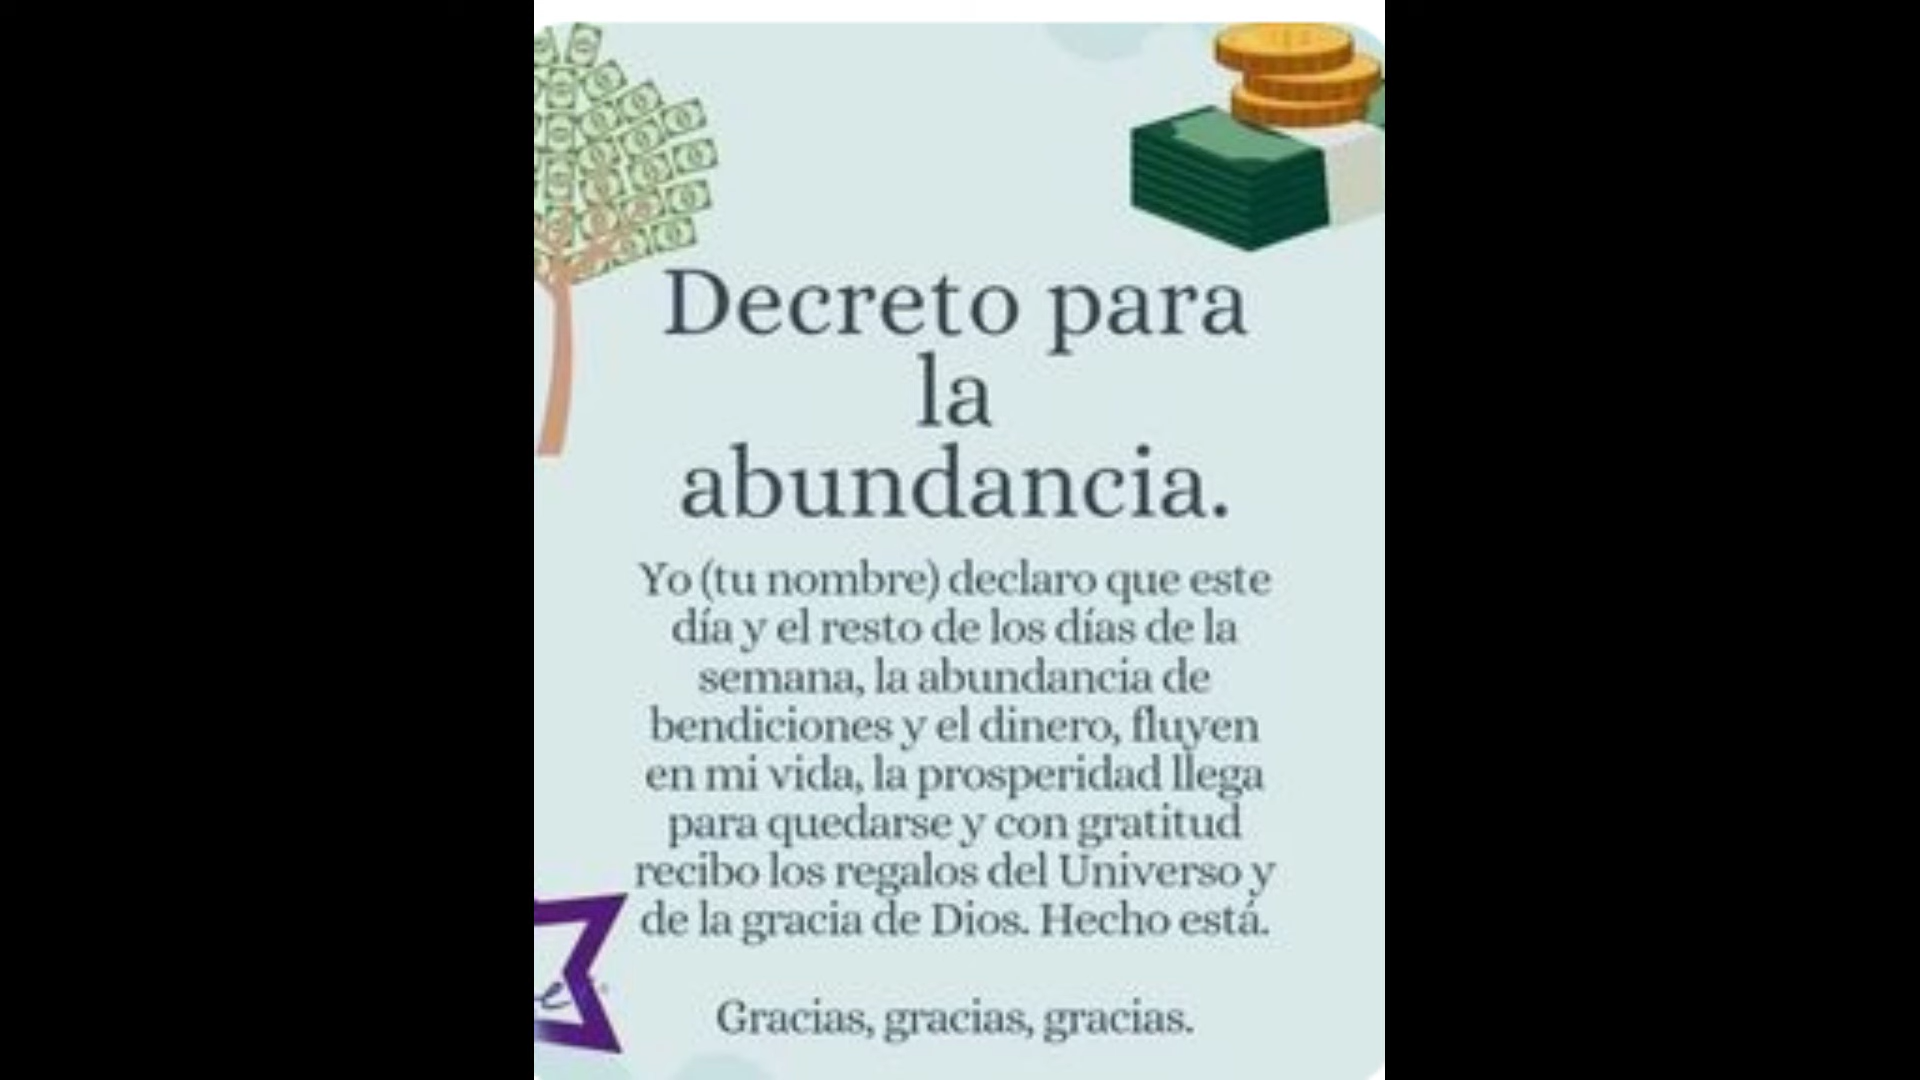 Decreto para
la
abundancia.
Yo (tu nombre) declaro que este
día y el resto de los días de la
semana, la abundancia de
bendiciones y el dinero, fluyen
en mi vida, la prosperidad llega
para quedarse y con gratitud
recibo los regalos del Universo y
de la gracia de Dios. Hecho está.
Gracias, gracias, gracias.